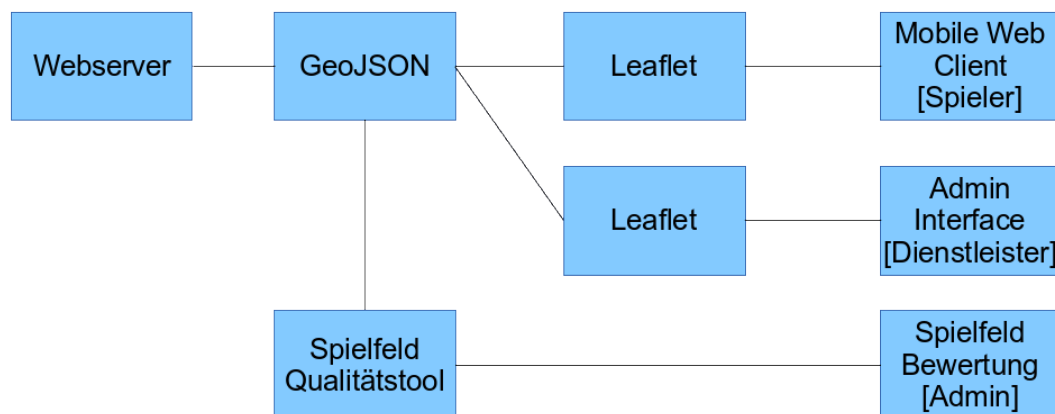 Webserver
GeoJSON
Leaflet
Mobile Web
Client
[Spieler]
Leaflet
Admin
Interface
[Dienstleister]
Spielfeld
Qualitätstool
Spielfeld
Bewertung
[Admin]